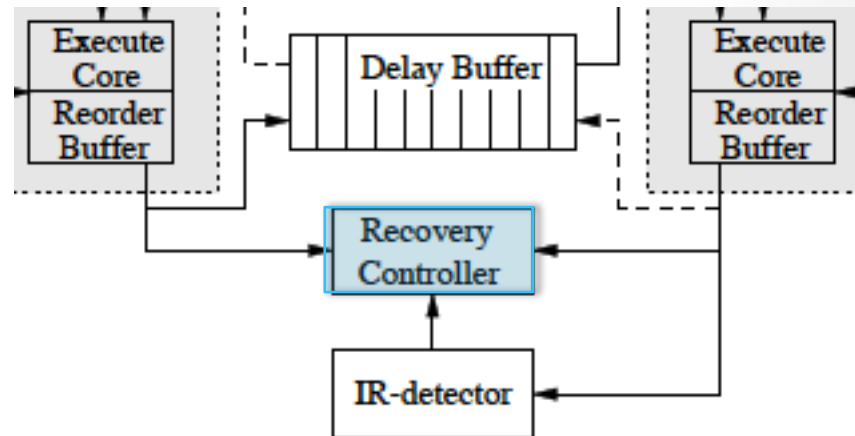 Execute
Core
Reorder
Buffer
Delay Buffer
Execute
Core
Reorder
Buffer
Recovery
Controller
IR-detector